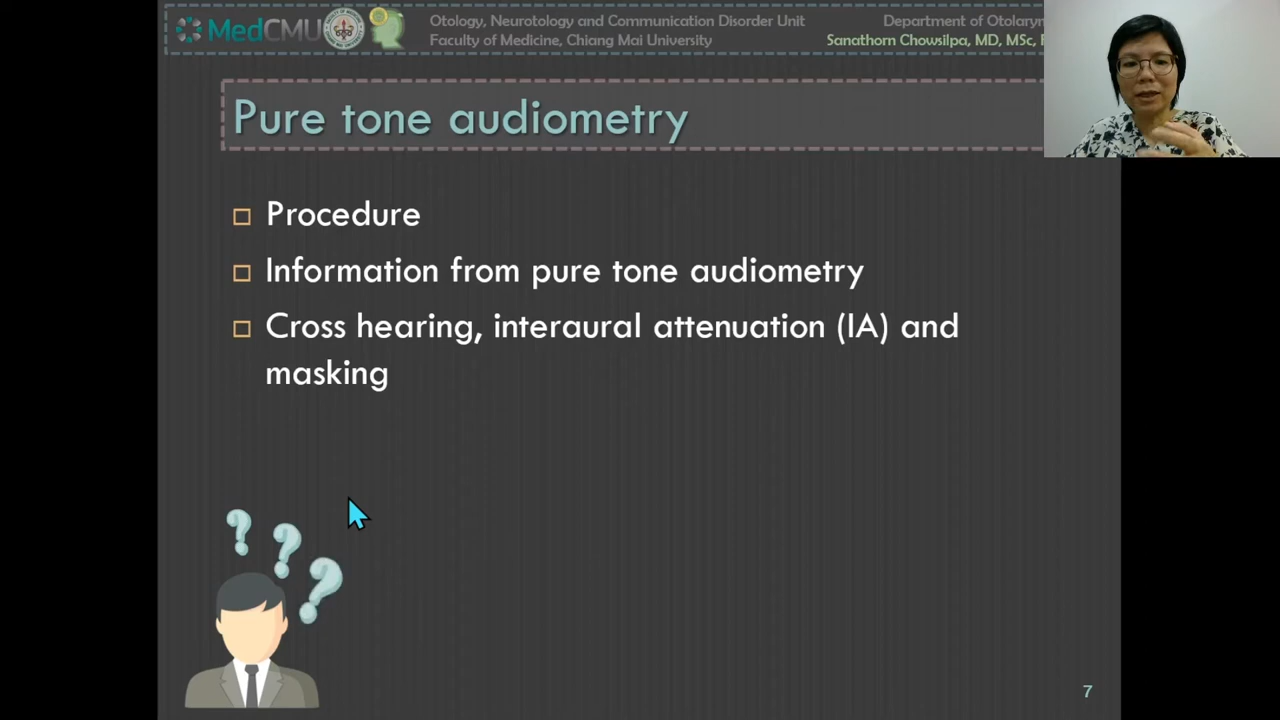 MedCMU
Otology, Neurotology and Communication Disorder Unit
Faculty of Medicine, Chiang Mai University
Department of
Sanathorn Chowsilpa, MD, MSc,
Pure tone audiometry
Procedure
Information from pure tone audiometry
Cross hearing, interaural attenuation (IA) and
masking
? ? ?
7